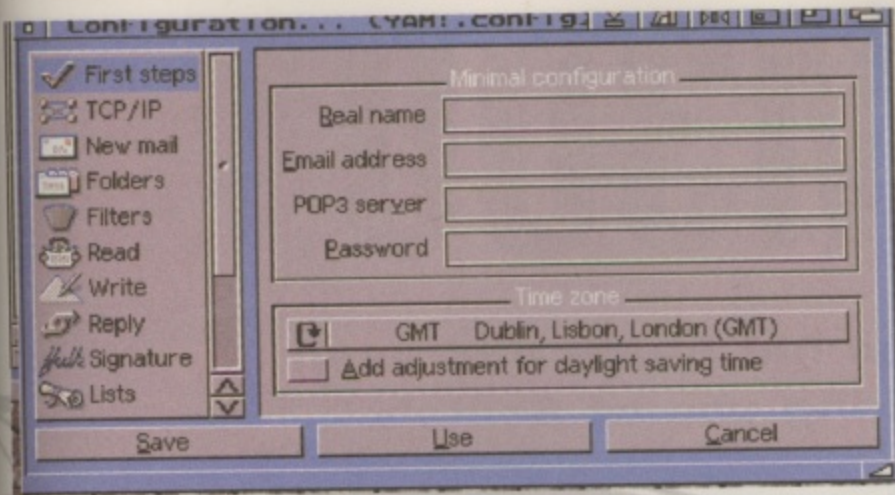 Configuration... (YAM:.config)
First steps
TCP/IP
New mail
Folders
Filters
Read
Write
Reply
Signature
Lists
Minimal configuration
Real name
Email address
POP3 server
Password
Time zone
GMT Dublin, Lisbon, London (GMT)
Add adjustment for daylight saving time
Save
Use
Cancel